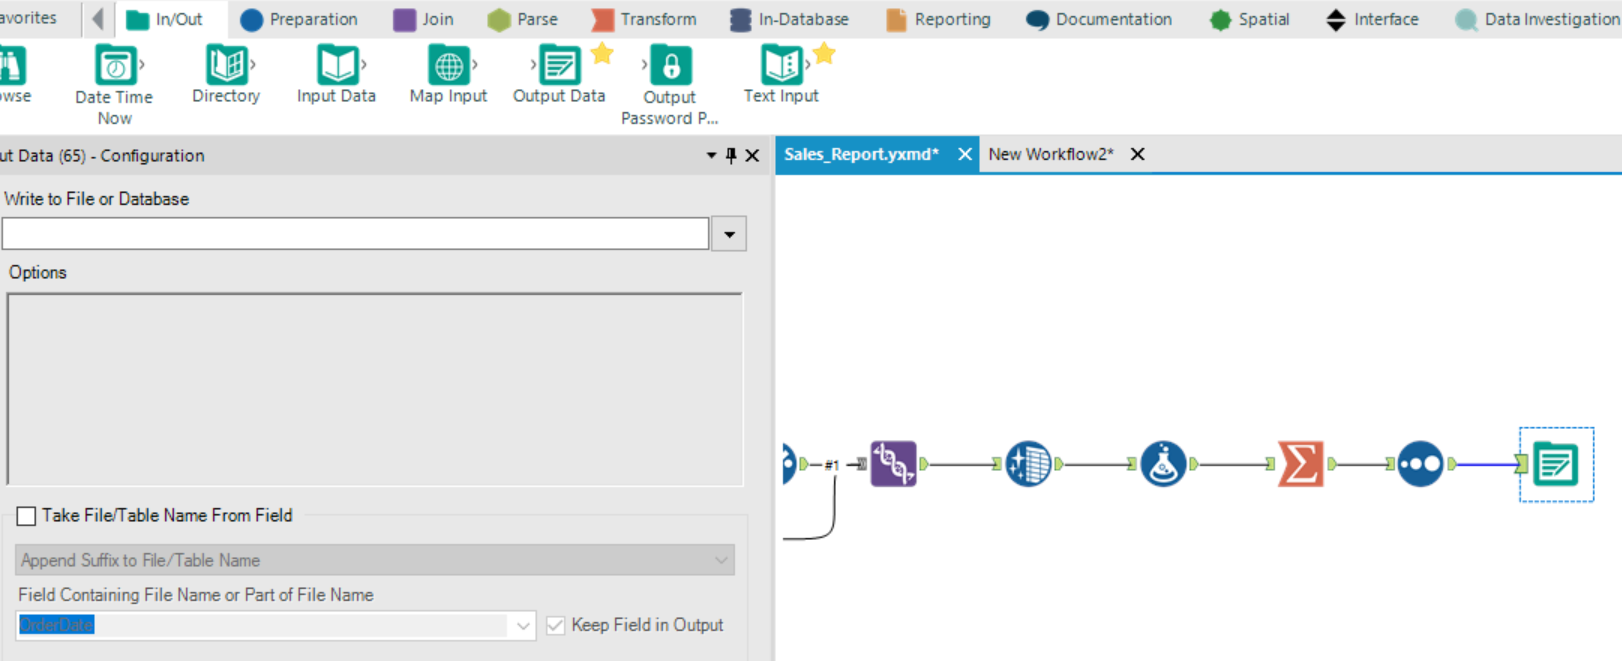 avorites In/Out Preparation Join Parse Transform In-Database Reporting Documentation Spatial Interface Data Investigation
wse Date Time Now Directory Input Data Map Input Output Data Output Password P... Text Input
ut Data (65) - Configuration
Sales_Report.yxmd* New Workflow2*
Write to File or Database
Options
#1
Take File/Table Name From Field
Append Suffix to File/Table Name
Field Containing File Name or Part of File Name
OrderDate Keep Field in Output